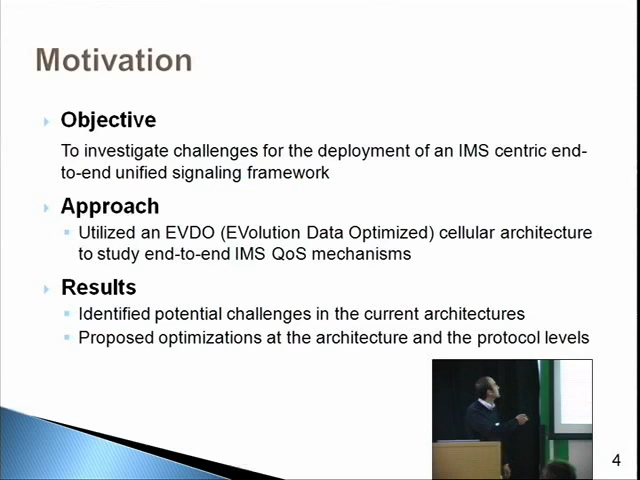 Motivation
Objective
To investigate challenges for the deployment of an IMS centric end-
to-end unified signaling framework
Approach
Utilized an EVDO (EVolution Data Optimized) cellular architecture
to study end-to-end IMS QoS mechanisms
Results
Identified potential challenges in the current architectures
Proposed optimizations at the architecture and the protocol levels
4